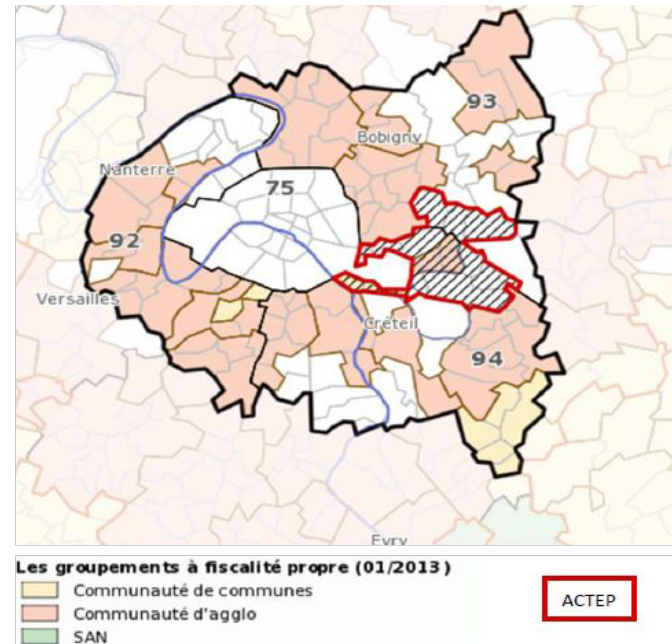 93
Bobigny
Nanterre
75
92
Versailles
Créteil
94
Evry
Les groupements à fiscalité propre (01/2013)
Communauté de communes
Communauté d'agglo
SAN
ACTEP